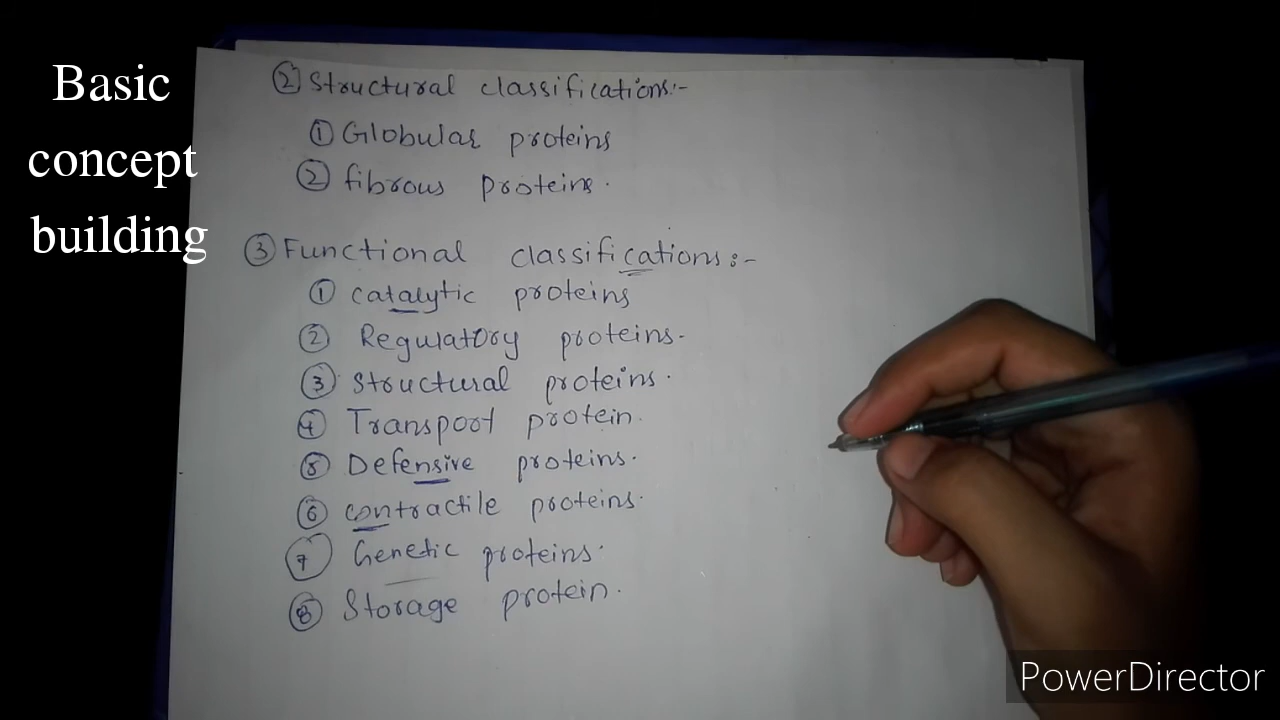 Basic
concept
building
② Structural classifications:-
① Globular proteins
② fibrous proteins.
③ Functional classifications:-
① catalytic proteins
② Regulatory proteins.
③ Structural proteins.
④ Transport protein.
⑤ Defensive proteins.
⑥ contractile proteins.
⑦ Genetic proteins.
⑧ Storage protein.
PowerDirector